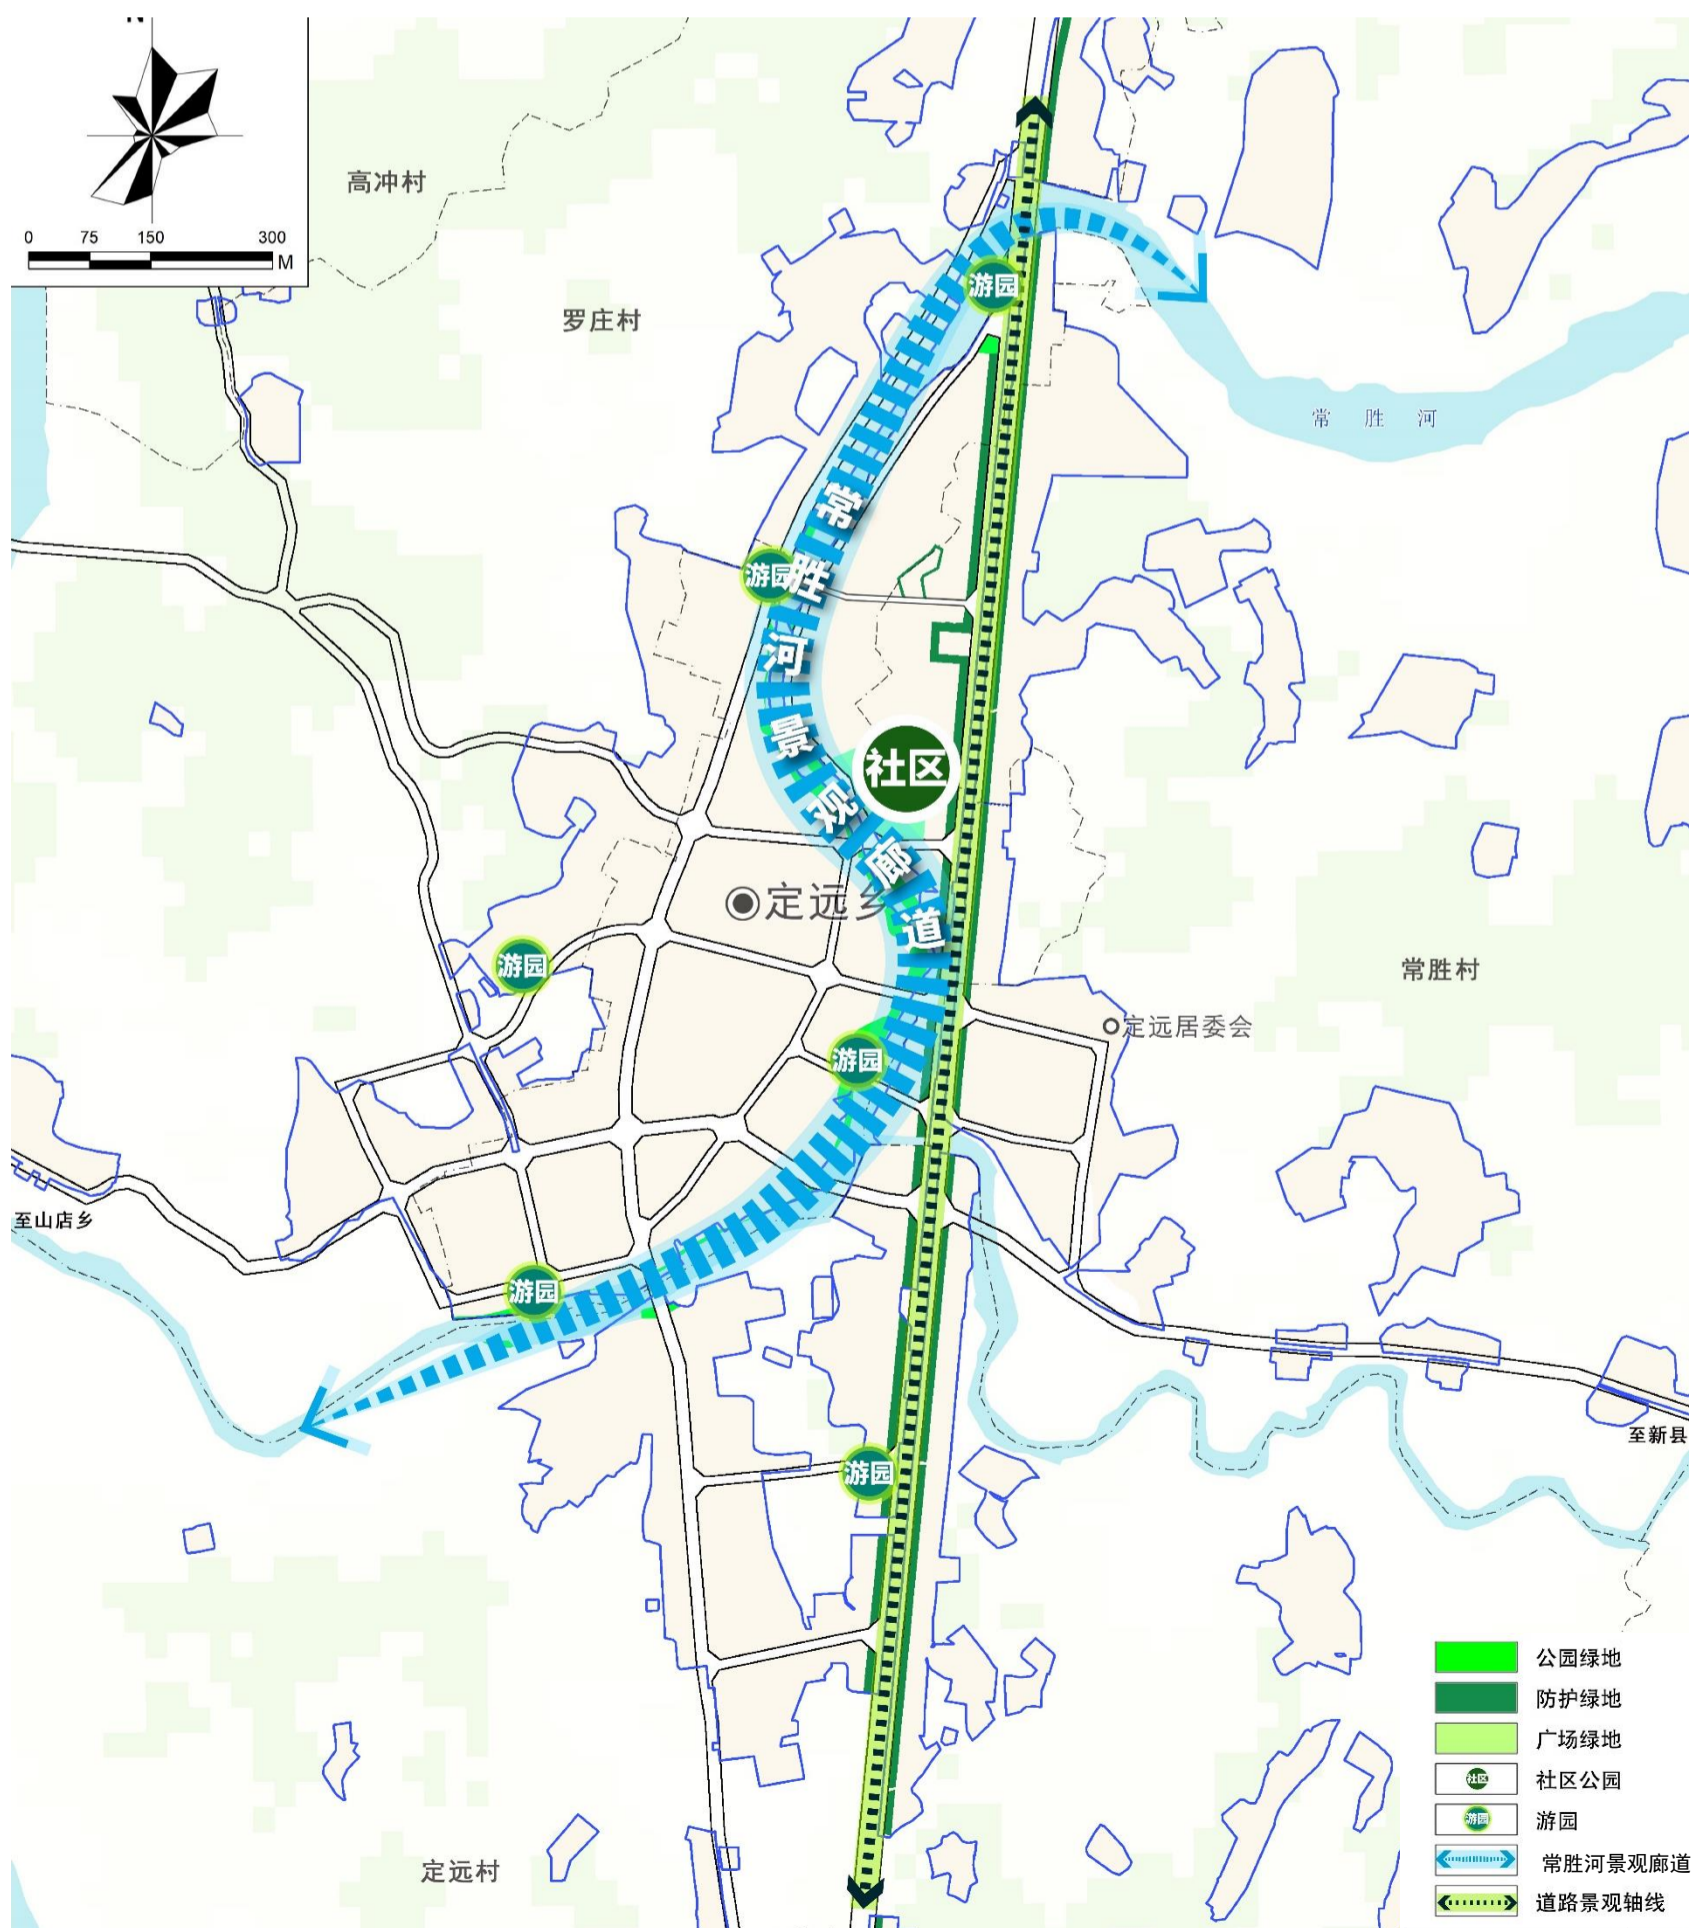 N
高冲村
0 75 150 300
M
罗庄村
游园
常 胜 河
常胜河景观廊道
游园
社区
定远乡
游园
常胜村
定远居委会
游园
至山店乡
游园
至新县
游园
定远村
公园绿地
防护绿地
广场绿地
社区 社区公园
游园 游园
常胜河景观廊道
道路景观轴线